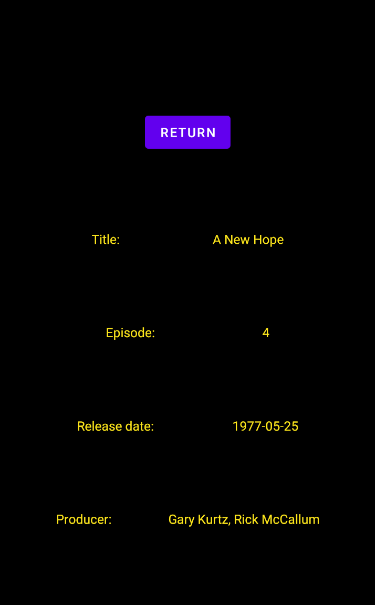 RETURN
Title: A New Hope
Episode: 4
Release date: 1977-05-25
Producer: Gary Kurtz, Rick McCallum